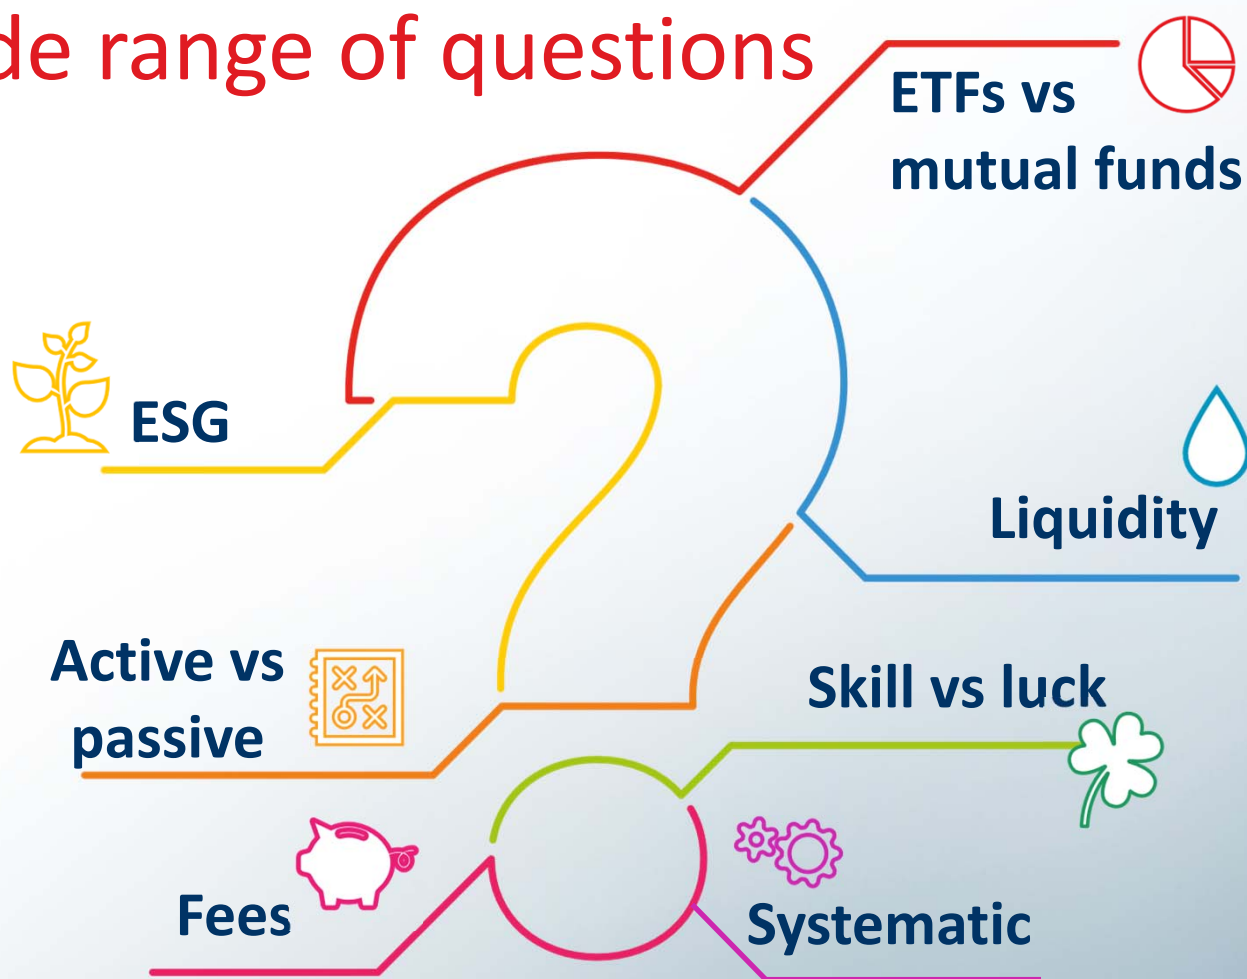 de range of questions
ETFs vs
mutual funds
ESG
Liquidity
Active vs
passive
Skill vs luck
Fees
Systematic